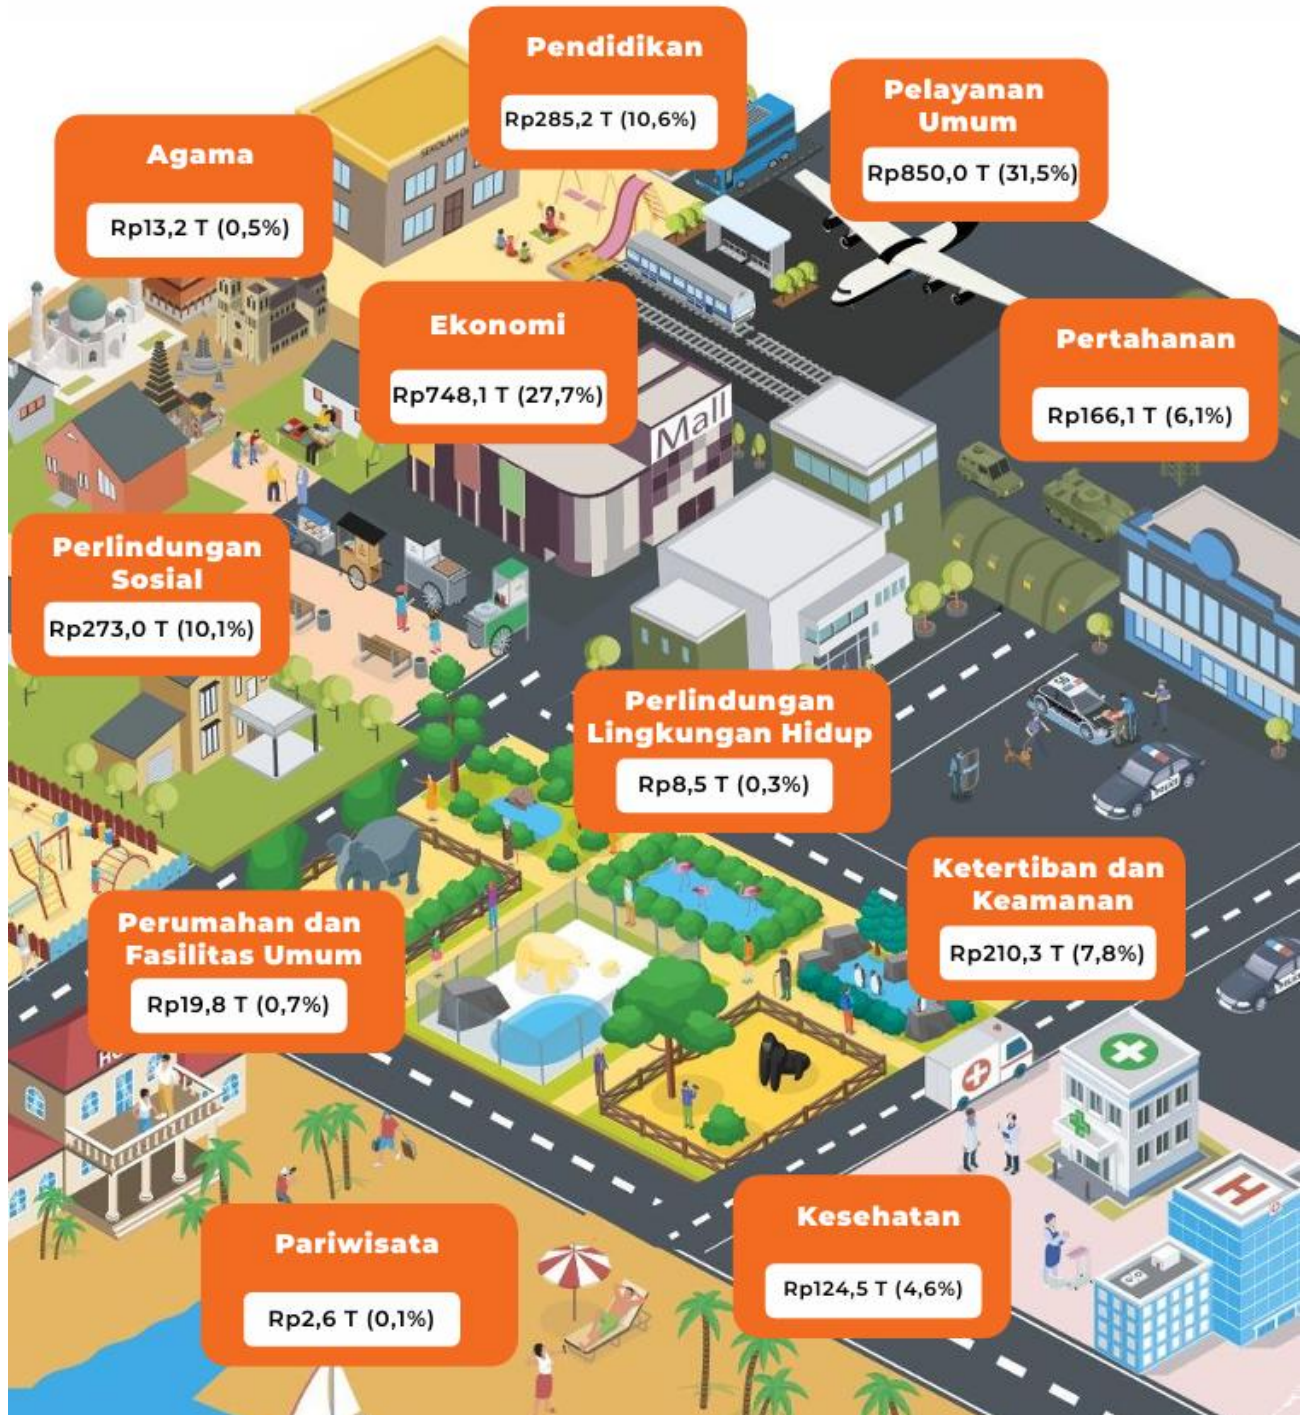 Pendidikan
Rp285,2 T (10,6%)
Pelayanan
Umum
Rp850,0 T (31,5%)
Agama
Rp13,2 T (0,5%)
Ekonomi
Rp748,1 T (27,7%)
Pertahanan
Rp166,1 T (6,1%)
Mall
Perlindungan
Sosial
Rp273,0 T (10,1%)
Perlindungan
Lingkungan Hidup
Rp8,5 T (0,3%)
Ketertiban dan
Keamanan
Rp210,3 T (7,8%)
Perumahan dan
Fasilitas Umum
Rp19,8 T (0,7%)
H
Kesehatan
Rp124,5 T (4,6%)
Pariwisata
Rp2,6 T (0,1%)